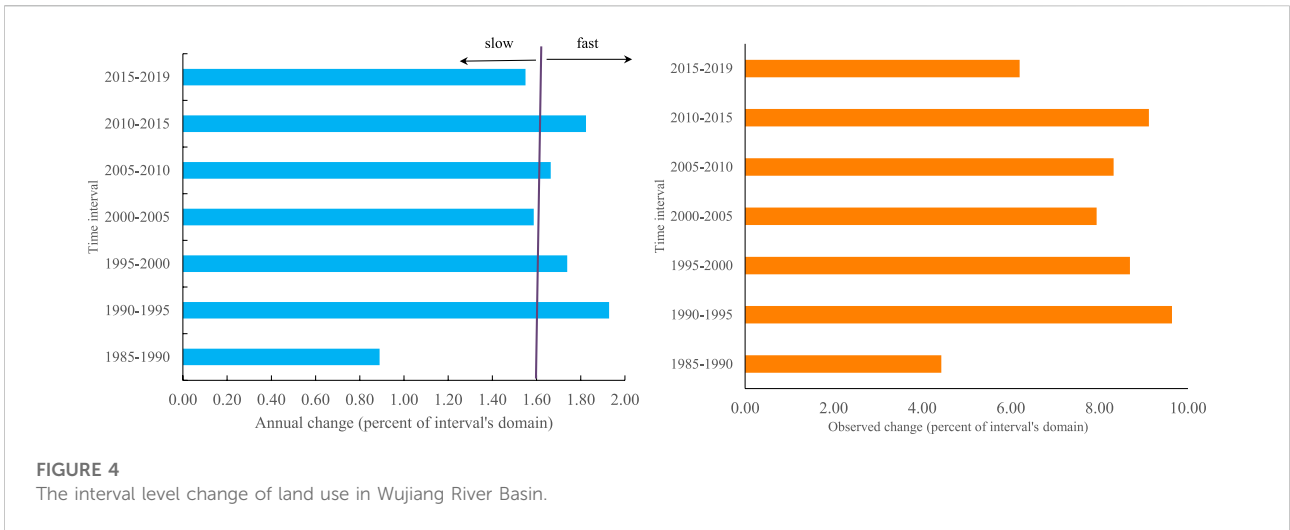 slow
fast
Time interval
2015-2019
2010-2015
2005-2010
2000-2005
1995-2000
1990-1995
1985-1990
0.00 0.20 0.40 0.60 0.80 1.00 1.20 1.40 1.60 1.80 2.00
Annual change (percent of interval's domain)
Time interval
2015-2019
2010-2015
2005-2010
2000-2005
1995-2000
1990-1995
1985-1990
0.00 2.00 4.00 6.00 8.00 10.00
Observed change (percent of interval's domain)
FIGURE 4
The interval level change of land use in Wujiang River Basin.